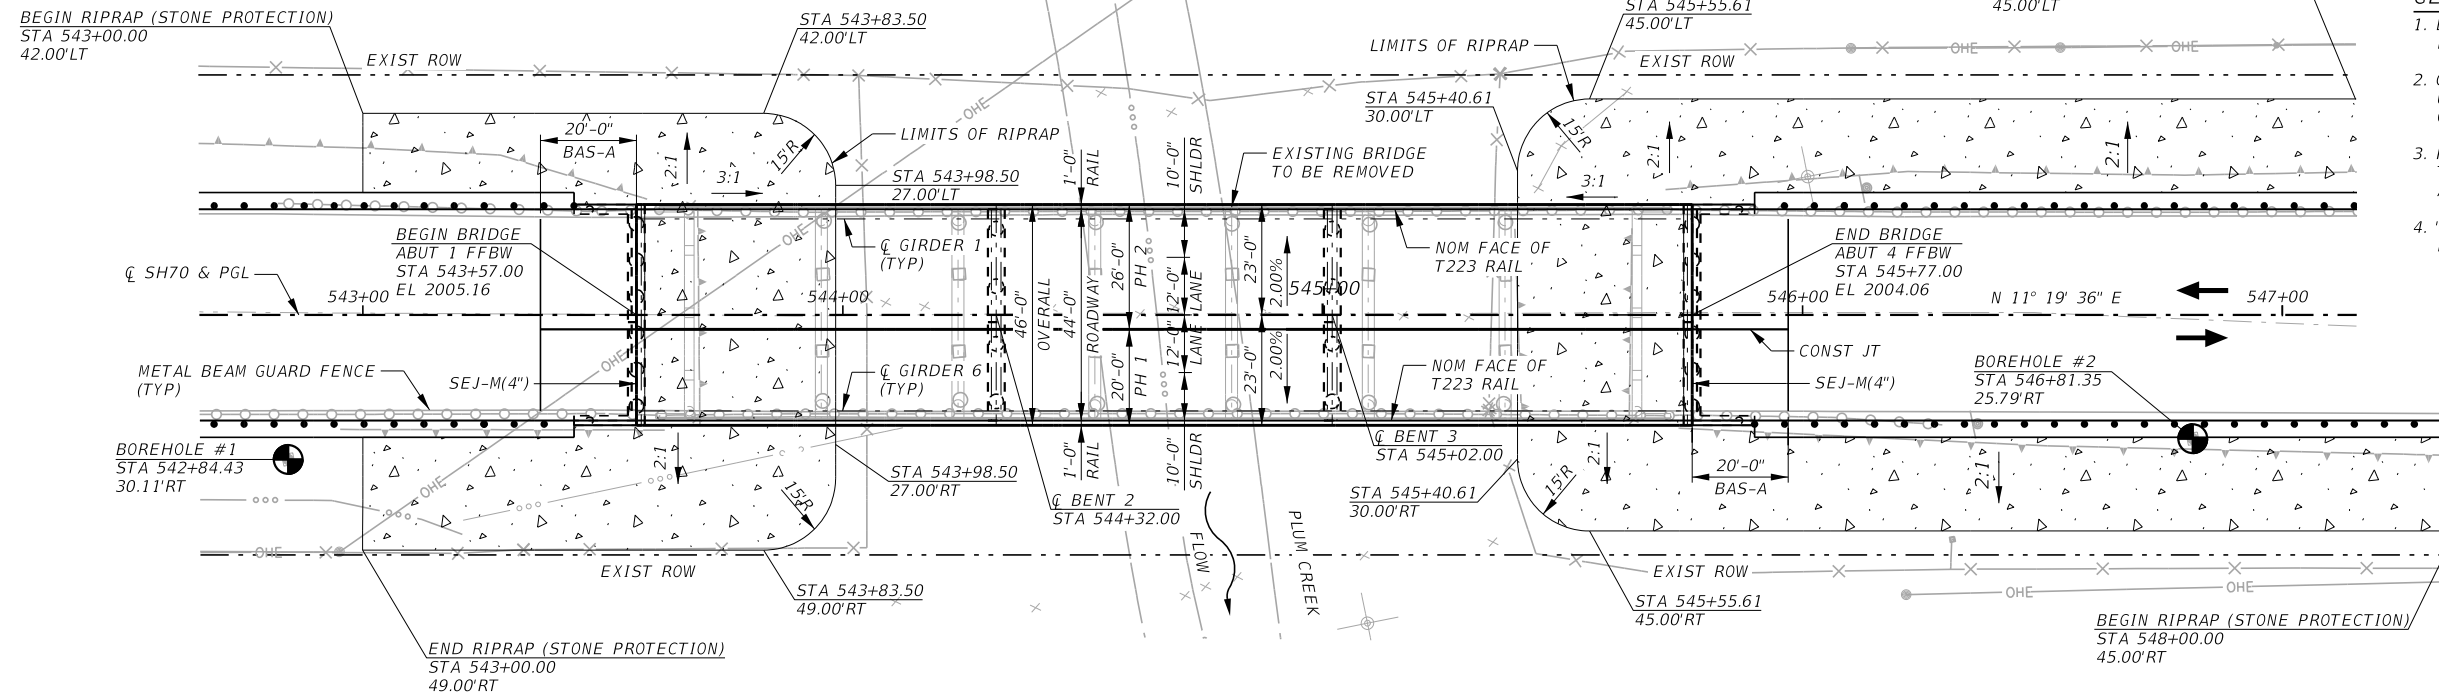 BEGIN RIPRAP (STONE PROTECTION)
STA 543+00.00
42.00'LT
EXIST ROW
STA 543+83.50
42.00'LT
LIMITS OF RIPRAP
STA 545+55.61
45.00'LT
45.00'LT
EXIST ROW
OHE
OHE
1.
2.
3.
4.
20'-0"
BAS-A
2:1
3:1
15'R
LIMITS OF RIPRAP
STA 543+98.50
27.00'LT
OHE
1'-0"
RAIL
10'-0"
SHLDR
EXISTING BRIDGE
TO BE REMOVED
STA 545+40.61
30.00'LT
15'R
2:1
3:1
2:1
BEGIN BRIDGE
ABUT 1 FFBW
STA 543+57.00
EL 2005.16
℄ SH70 & PGL
543+00
OHE
℄ GIRDER 1
(TYP)
544+00
46'-0"
OVERALL
44'-0"
ROADWAY
26'-0"
PH 2
20'-0"
PH 1
12'-0"
LANE
12'-0"
LANE
23'-0"
23'-0"
2.00%
2.00%
545+00
NOM FACE OF
T223 RAIL
END BRIDGE
ABUT 4 FFBW
STA 545+77.00
EL 2004.06
546+00
N 11° 19' 36" E
547+00
METAL BEAM GUARD FENCE
(TYP)
SEJ-M(4")
OHE
℄ GIRDER 6
(TYP)
NOM FACE OF
T223 RAIL
CONST JT
SEJ-M(4")
BOREHOLE #2
STA 546+81.35
25.79'RT
BOREHOLE #1
STA 542+84.43
30.11'RT
OHE
2:1
15'R
STA 543+98.50
27.00'RT
1'-0"
RAIL
10'-0"
SHLDR
℄ BENT 2
STA 544+32.00
℄ BENT 3
STA 545+02.00
STA 545+40.61
30.00'RT
15'R
2:1
20'-0"
BAS-A
2:1
FLOW
PLUM CREEK
OHE
EXIST ROW
STA 543+83.50
49.00'RT
EXIST ROW
STA 545+55.61
45.00'RT
OHE
OHE
END RIPRAP (STONE PROTECTION)
STA 543+00.00
49.00'RT
BEGIN RIPRAP (STONE PROTECTION)
STA 548+00.00
45.00'RT